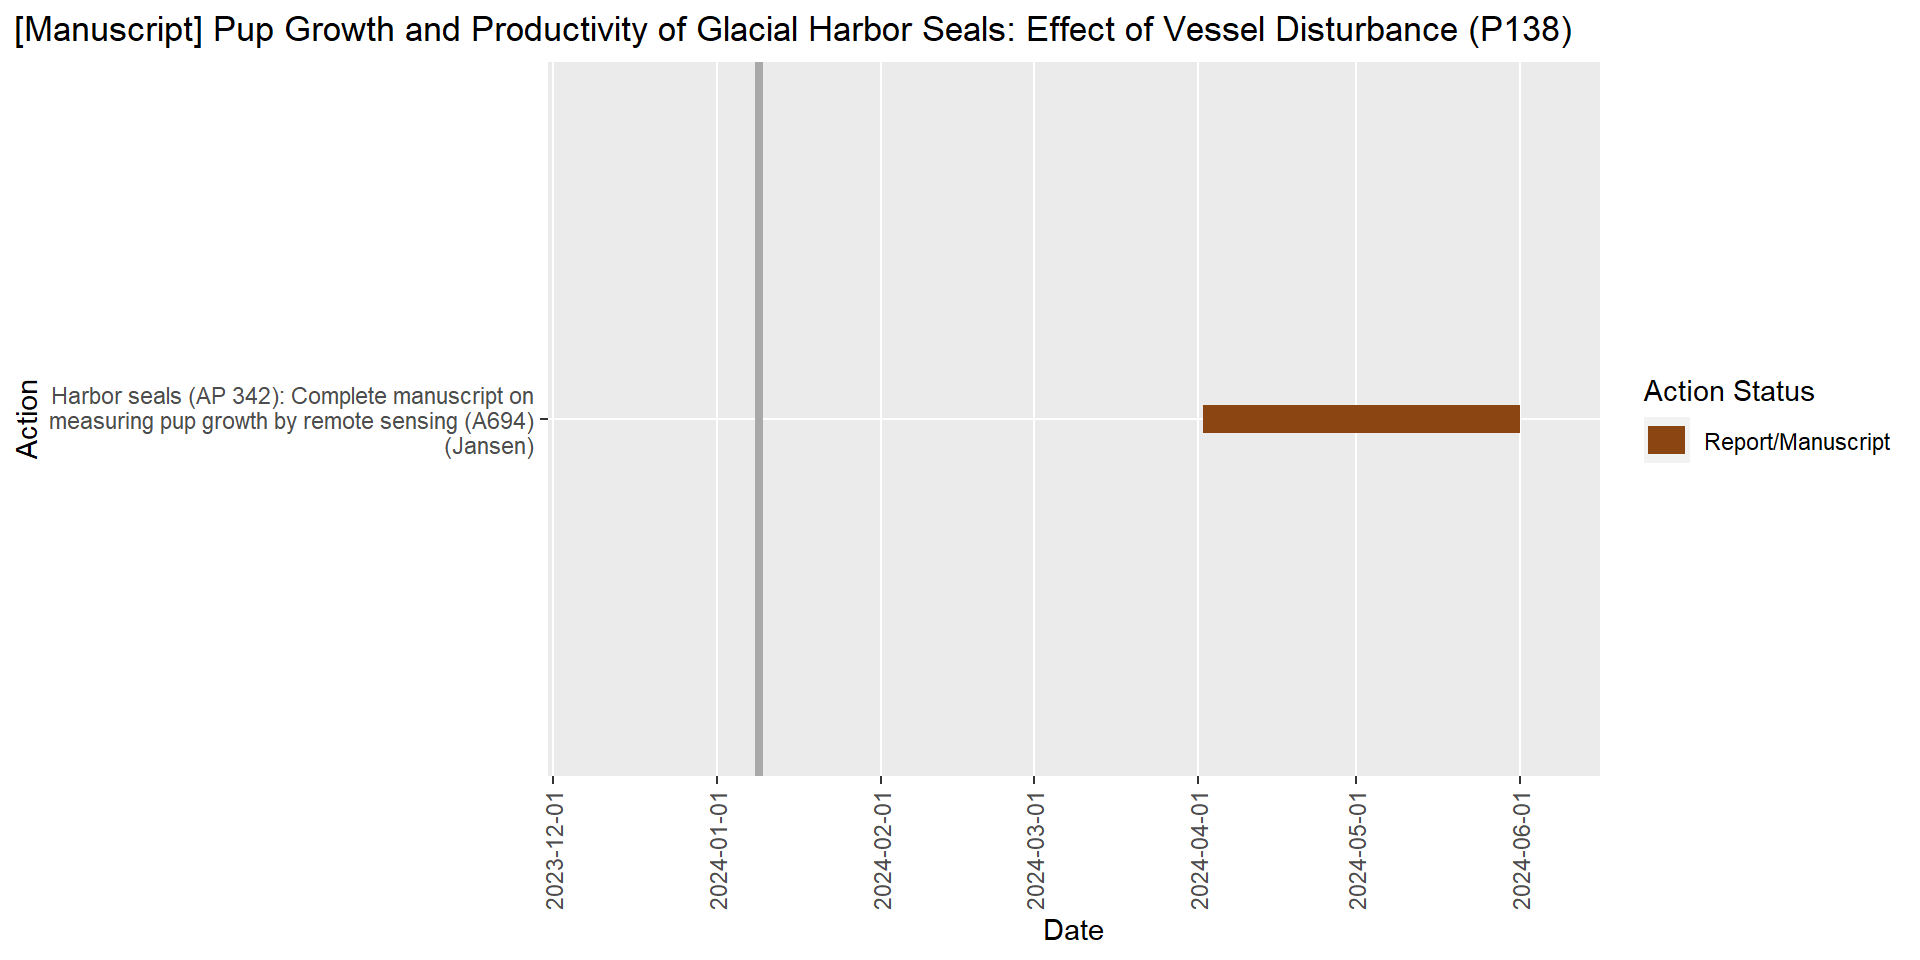 [Manuscript] Pup Growth and Productivity of Glacial Harbor Seals: Effect of Vessel Disturbance (P138)
Action
Harbor seals (AP 342): Complete manuscript on
measuring pup growth by remote sensing (A694)
(Jansen)
Action Status
Report/Manuscript
2023-12-01
2024-01-01
2024-02-01
2024-03-01
2024-04-01
2024-05-01
2024-06-01
Date